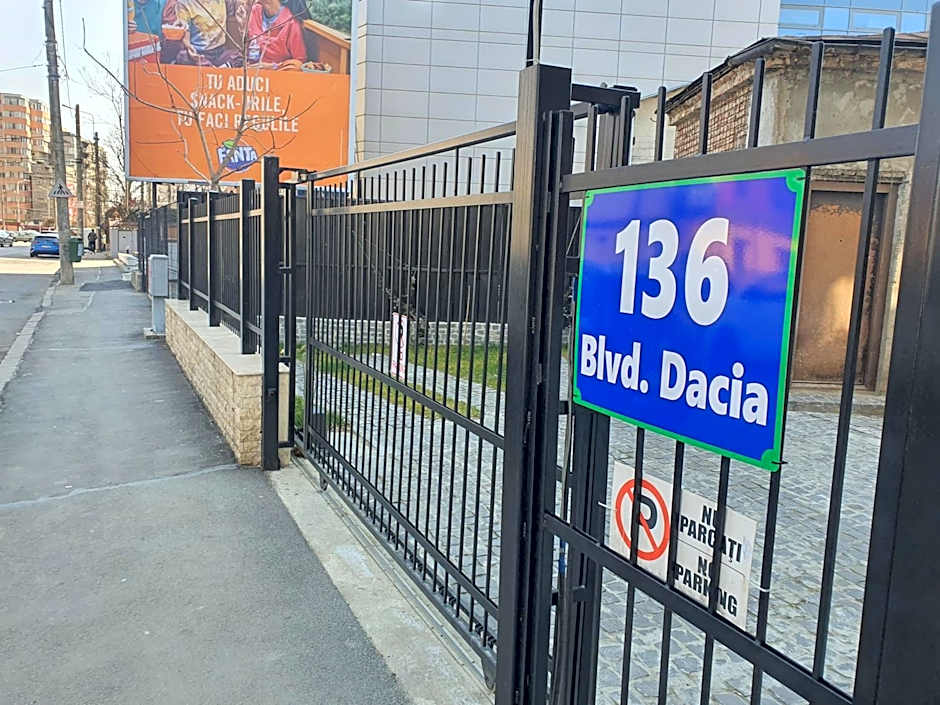 TU ADUCI
SNACK-URILE,
TU FACI REGULILE
FANTA
136
Blvd. Dacia
NU
PARCAȚI
NO
PARKING